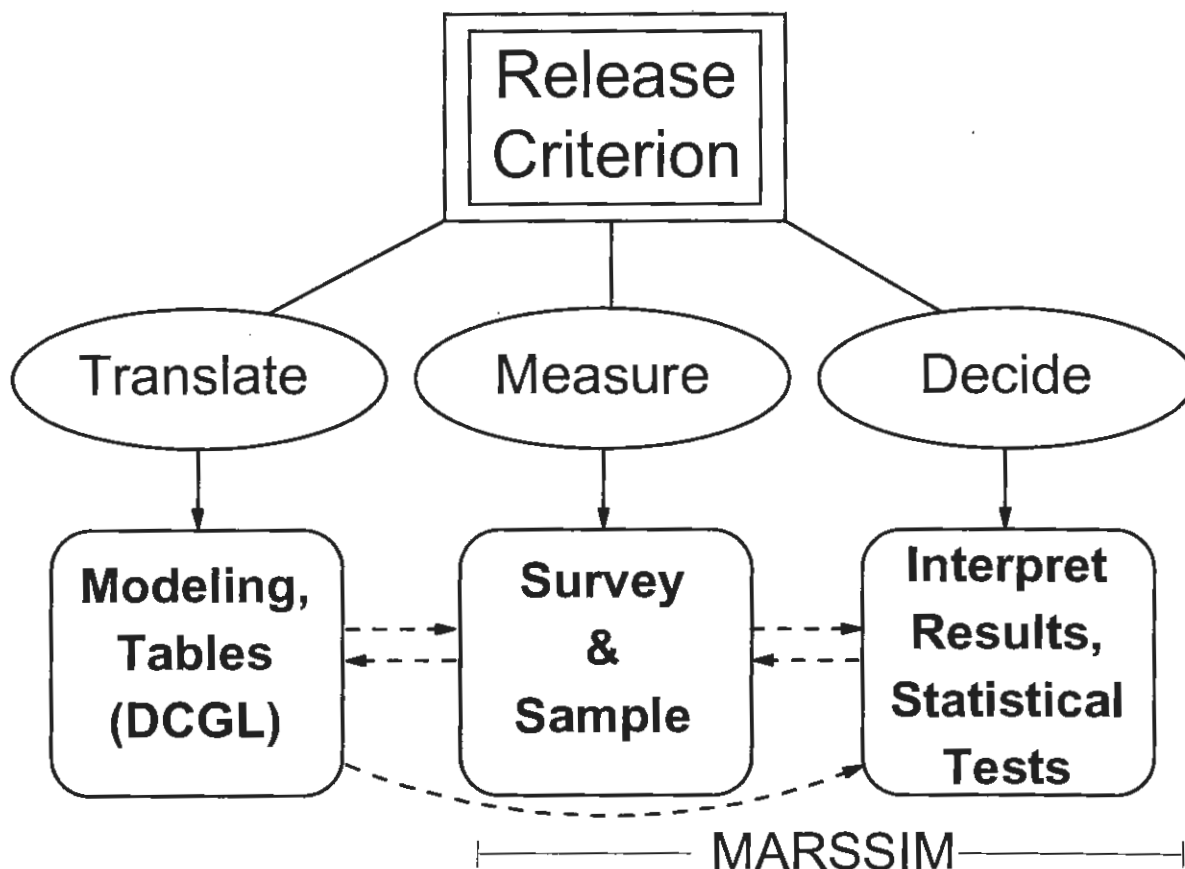 Release
Criterion
Translate
Measure
Decide
Modeling,
Tables
(DCGL)
Survey
&
Sample
Interpret
Results,
Statistical
Tests
MARSSIM